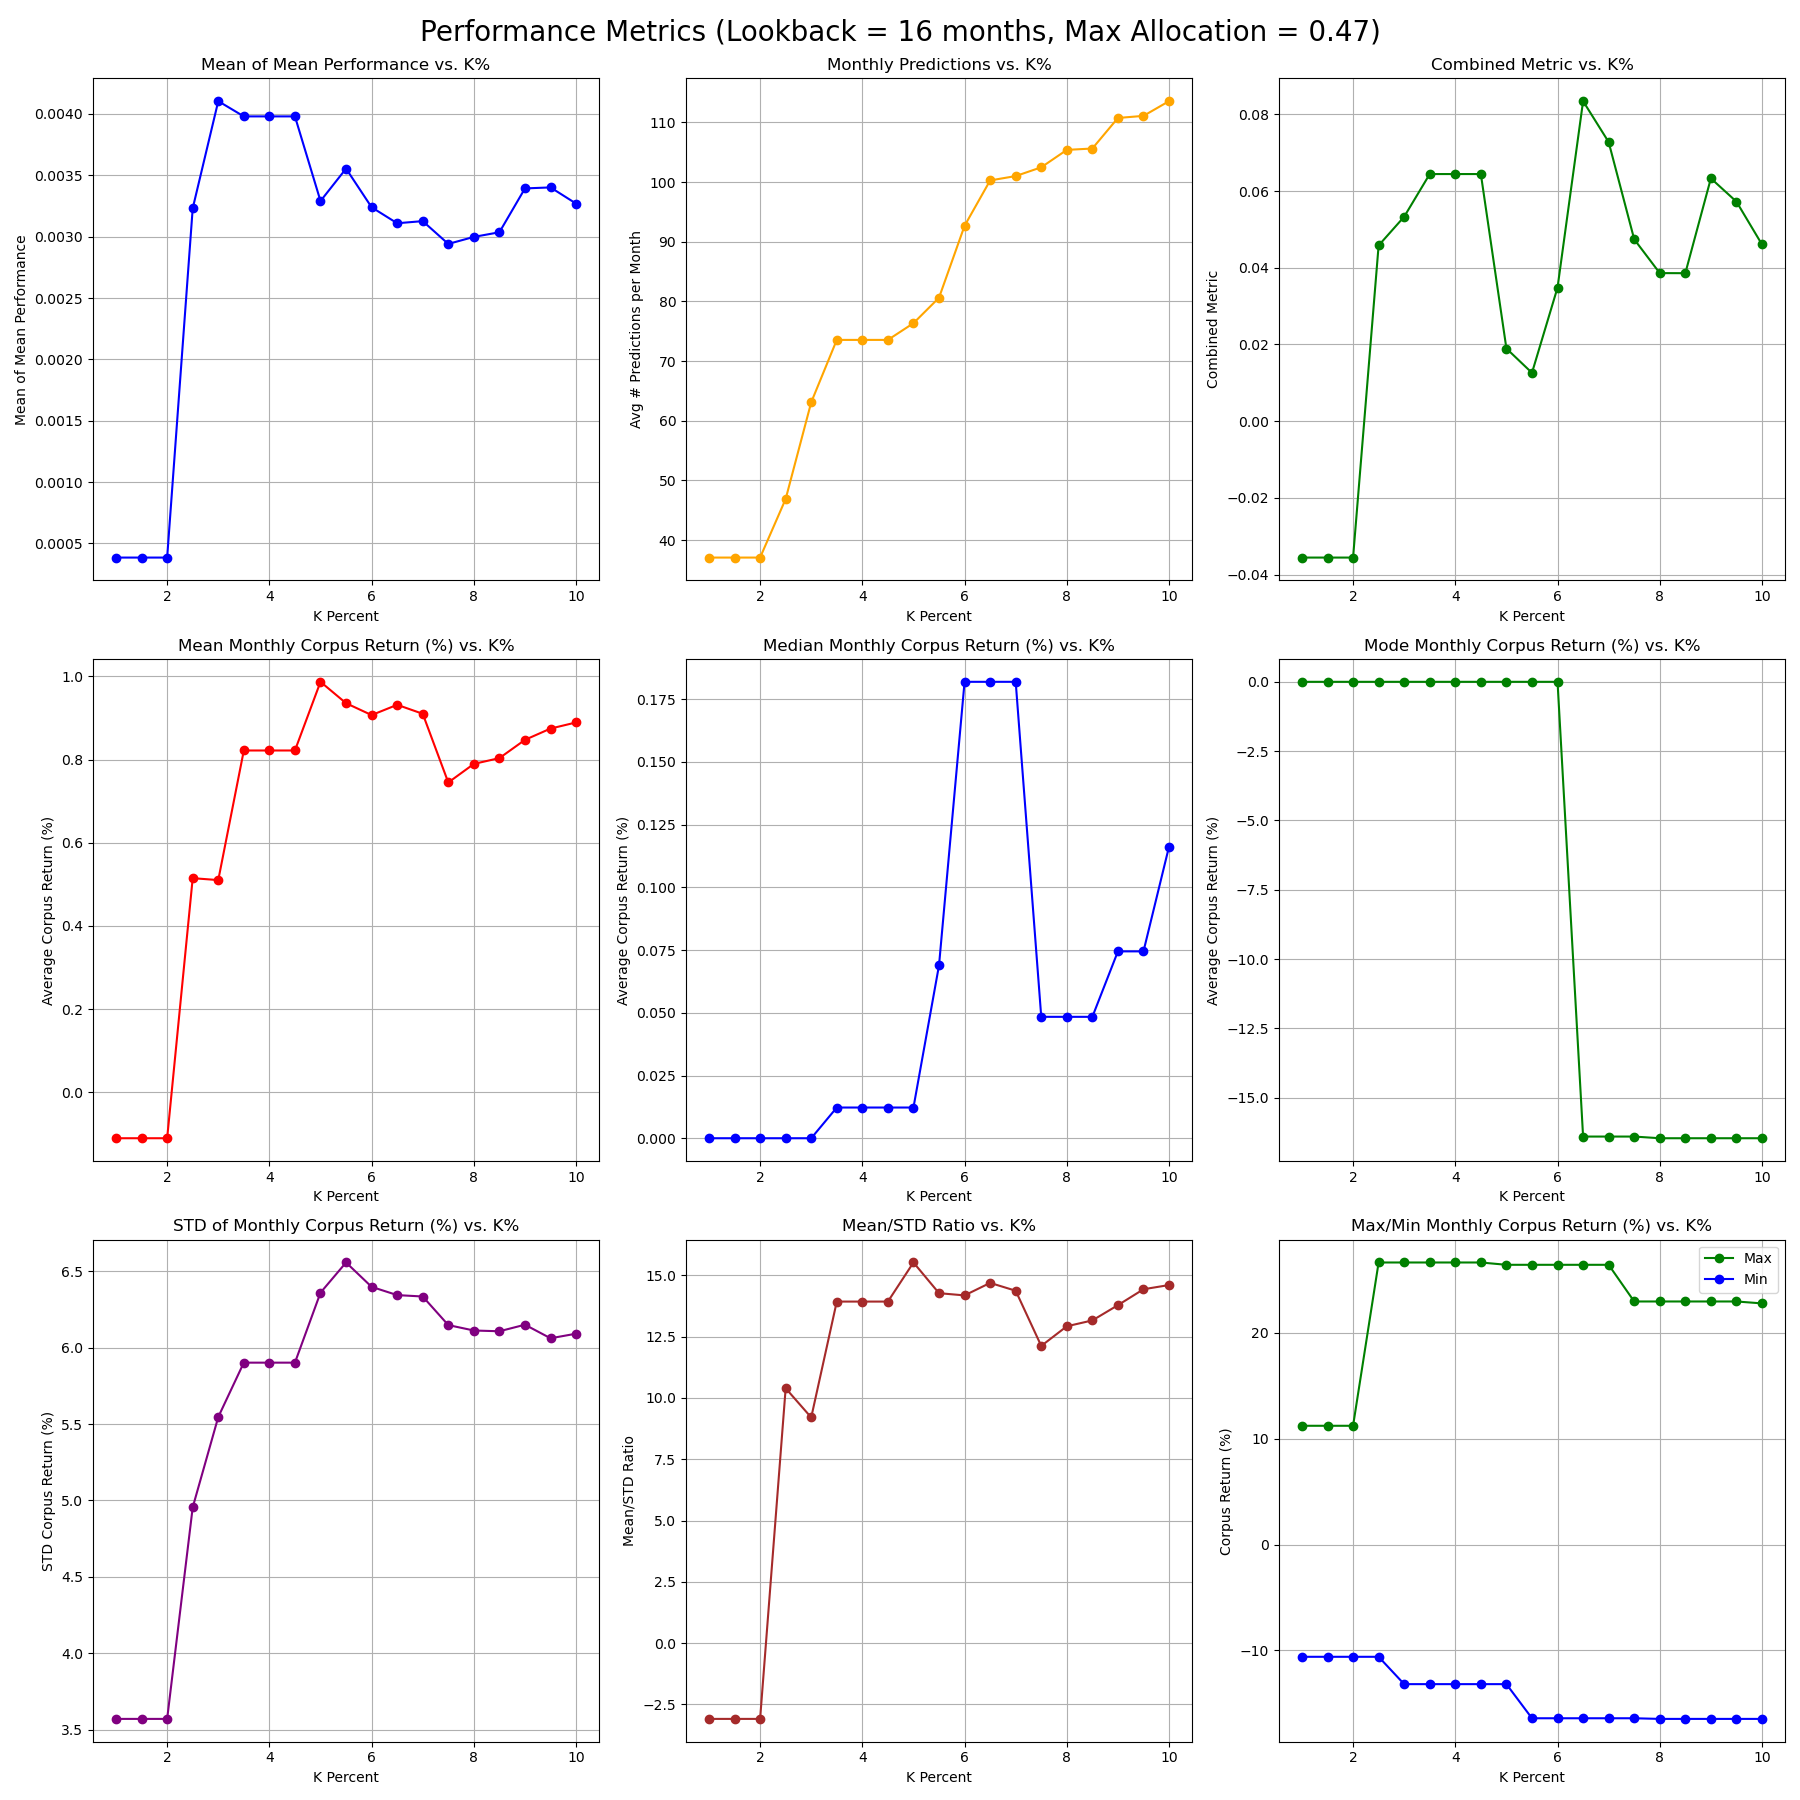 Performance Metrics (Lookback = 16 months, Max Allocation = 0.47)
Mean of Mean Performance vs. K%
Mean of Mean Performance
0.0040
0.0035
0.0030
0.0025
0.0020
0.0015
0.0010
0.0005
2 4 6 8 10
K Percent
Monthly Predictions vs. K%
Avg # Predictions per Month
110
100
90
80
70
60
50
40
2 4 6 8 10
K Percent
Combined Metric vs. K%
Combined Metric
0.08
0.06
0.04
0.02
0.00
−0.02
−0.04
2 4 6 8 10
K Percent
Mean Monthly Corpus Return (%) vs. K%
Average Corpus Return (%)
1.0
0.8
0.6
0.4
0.2
0.0
2 4 6 8 10
K Percent
Median Monthly Corpus Return (%) vs. K%
Average Corpus Return (%)
0.175
0.150
0.125
0.100
0.075
0.050
0.025
0.000
2 4 6 8 10
K Percent
Mode Monthly Corpus Return (%) vs. K%
Average Corpus Return (%)
0.0
−2.5
−5.0
−7.5
−10.0
−12.5
−15.0
2 4 6 8 10
K Percent
STD of Monthly Corpus Return (%) vs. K%
STD Corpus Return (%)
6.5
6.0
5.5
5.0
4.5
4.0
3.5
2 4 6 8 10
K Percent
Mean/STD Ratio vs. K%
Mean/STD Ratio
15.0
12.5
10.0
7.5
5.0
2.5
0.0
−2.5
2 4 6 8 10
K Percent
Max/Min Monthly Corpus Return (%) vs. K%
Corpus Return (%)
Max
Min
20
10
0
−10
2 4 6 8 10
K Percent